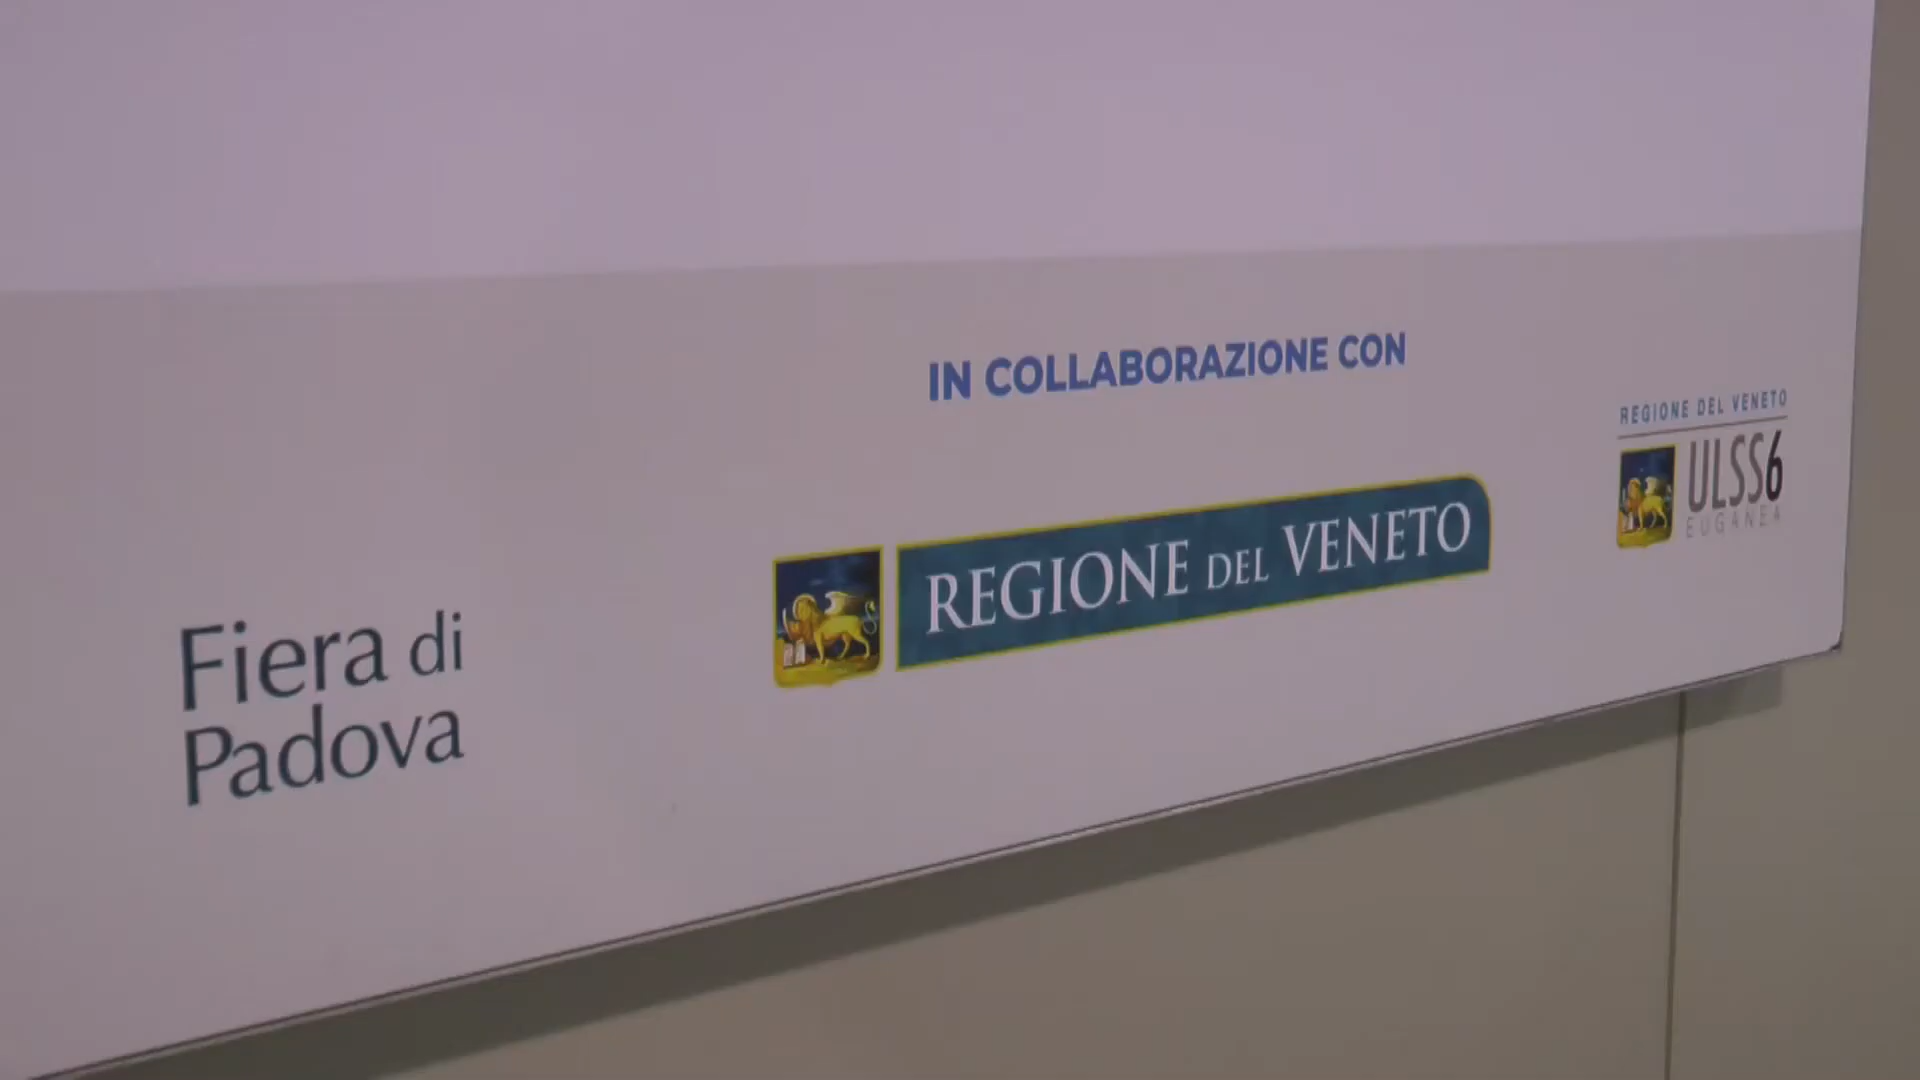 IN COLLABORAZIONE CON
Fiera di
Padova
REGIONE DEL VENETO
REGIONE DEL VENETO
ULSS6
EUGANEA